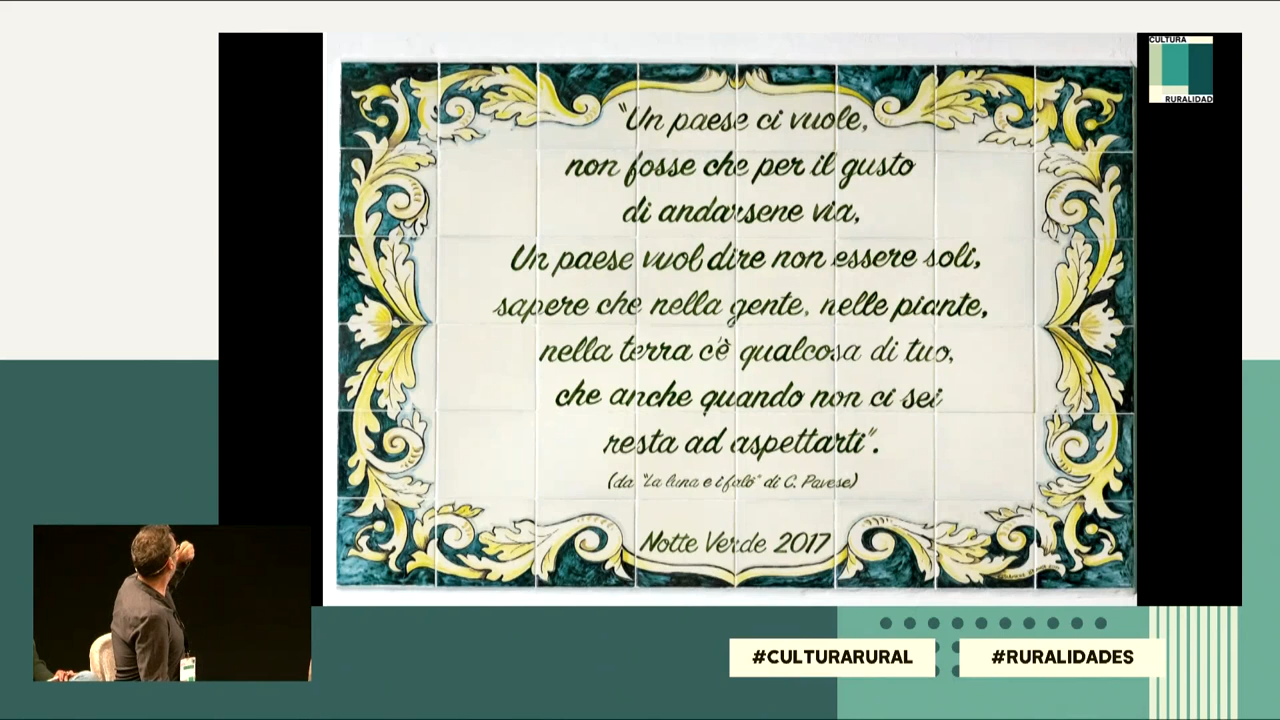 CULTURA
RURALIDAD
"Un paese ci vuole,
non fosse che per il gusto
di andarsene via,
Un paese vuol dire non essere soli,
sapere che nella gente, nelle piante,
nella terra c'è qualcosa di tuo,
che anche quando non ci sei
resta ad aspettarti".
(da "La luna e i falò" di C. Pavese)
Notte Verde 2017
#CULTURARURAL
#RURALIDADES